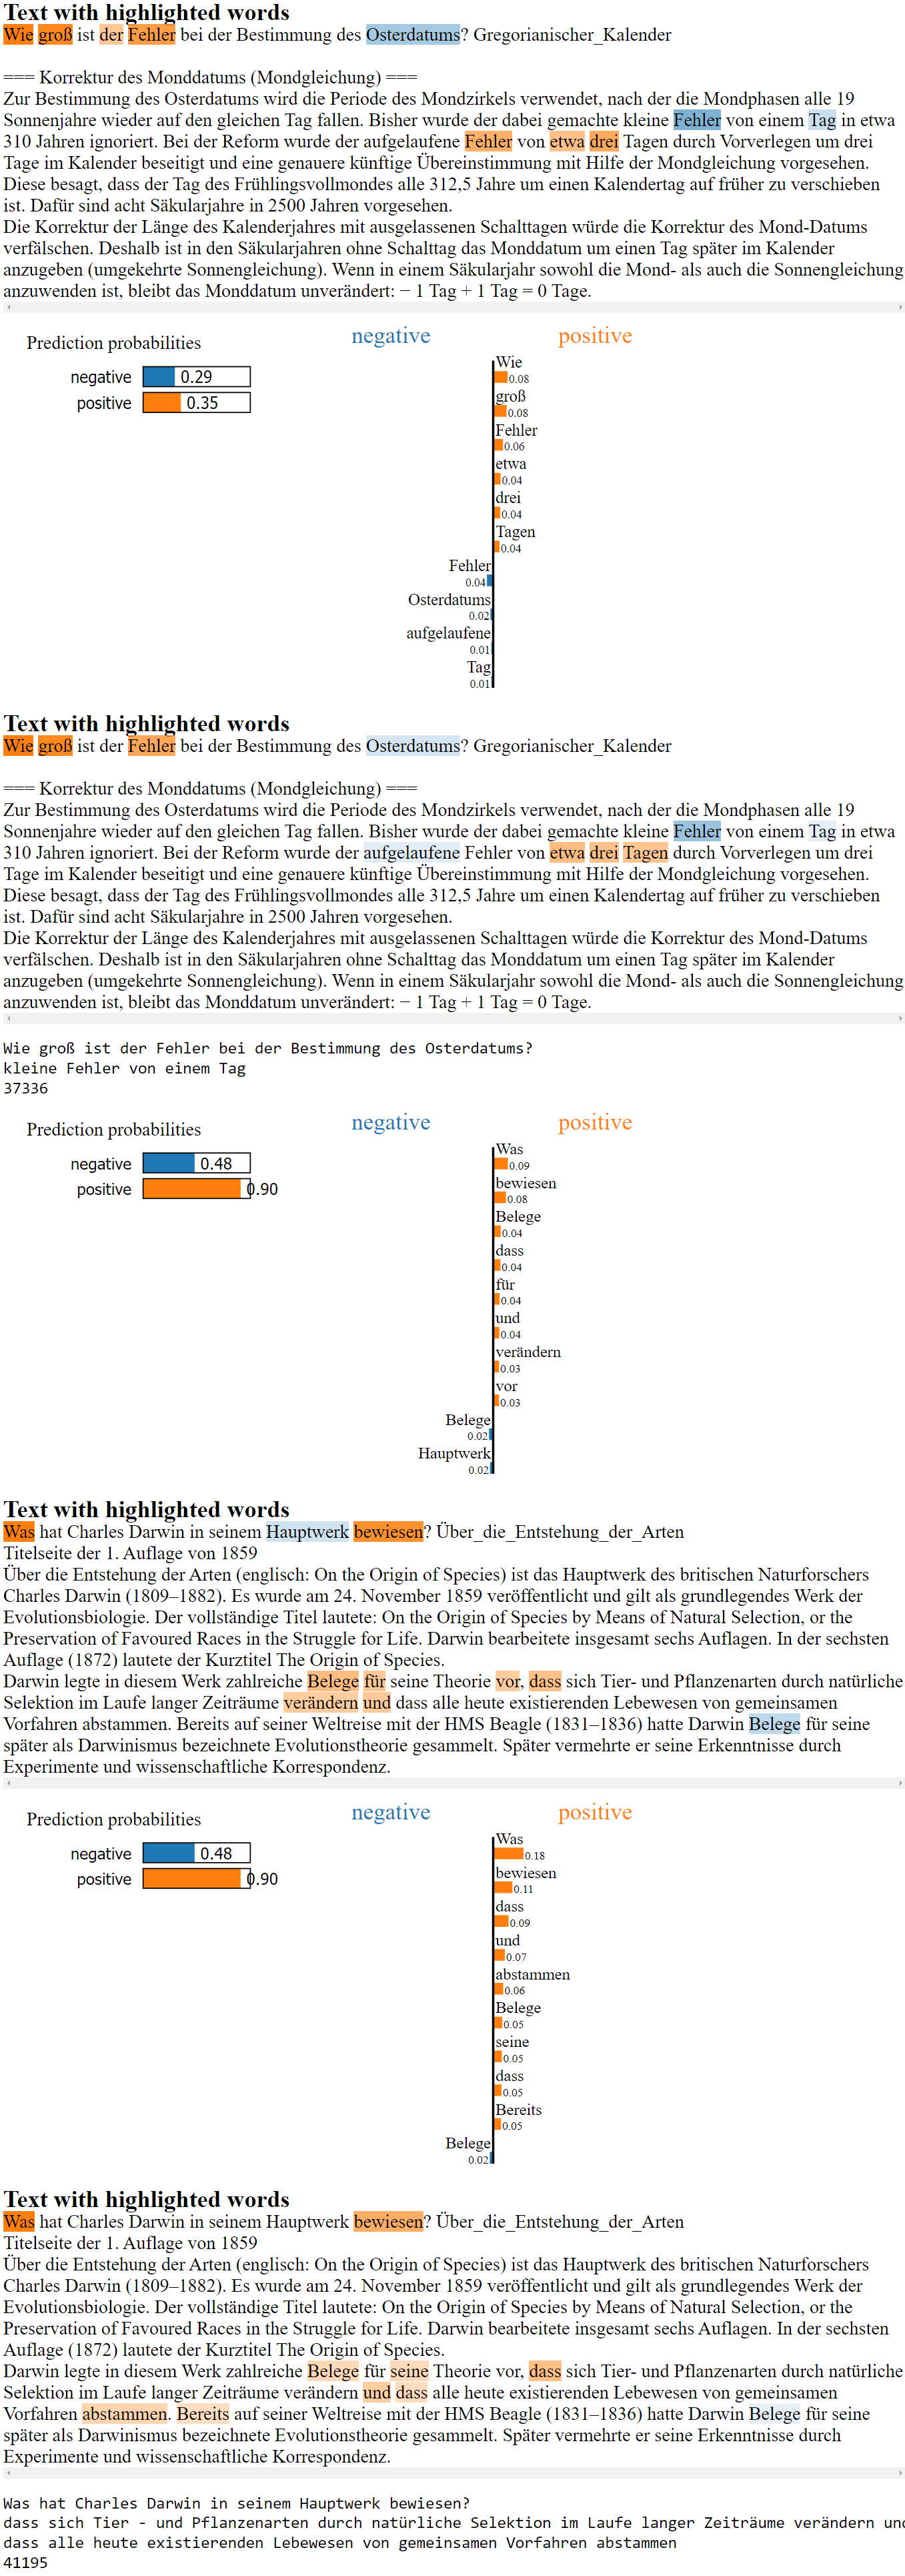 Text with highlighted words
Wie groß ist der Fehler bei der Bestimmung des Osterdatums? Gregorianischer_Kalender
=== Korrektur des Monddatums (Mondgleichung) ===
Zur Bestimmung des Osterdatums wird die Periode des Mondzirkels verwendet, nach der die Mondphasen alle 19
Sonnenjahre wieder auf den gleichen Tag fallen. Bisher wurde der dabei gemachte kleine Fehler von einem Tag in etwa
310 Jahren ignoriert. Bei der Reform wurde der aufgelaufene Fehler von etwa drei Tagen durch Vorverlegen um drei
Tage im Kalender beseitigt und eine genauere künftige Übereinstimmung mit Hilfe der Mondgleichung vorgesehen.
Diese besagt, dass der Tag des Frühlingsvollmondes alle 312,5 Jahre um einen Kalendertag auf früher zu verschieben
ist. Dafür sind acht Säkularjahre in 2500 Jahren vorgesehen.
Die Korrektur der Länge des Kalenderjahres mit ausgelassenen Schalttagen würde die Korrektur des Mond-Datums
verfälschen. Deshalb ist in den Säkularjahren ohne Schalttag das Monddatum um einen Tag später im Kalender
anzugeben (umgekehrte Sonnengleichung). Wenn in einem Säkularjahr sowohl die Mond- als auch die Sonnengleichung
anzuwenden ist, bleibt das Monddatum unverändert: − 1 Tag + 1 Tag = 0 Tage.
Prediction probabilities
negative 0.29
positive 0.35
negative positive
Wie
0.08
groß
0.08
Fehler
0.06
etwa
0.04
drei
0.04
Tagen
0.04
Fehler
0.04
Osterdatums
0.02
aufgelaufene
0.01
Tag
0.01
Text with highlighted words
Wie groß ist der Fehler bei der Bestimmung des Osterdatums? Gregorianischer_Kalender
=== Korrektur des Monddatums (Mondgleichung) ===
Zur Bestimmung des Osterdatums wird die Periode des Mondzirkels verwendet, nach der die Mondphasen alle 19
Sonnenjahre wieder auf den gleichen Tag fallen. Bisher wurde der dabei gemachte kleine Fehler von einem Tag in etwa
310 Jahren ignoriert. Bei der Reform wurde der aufgelaufene Fehler von etwa drei Tagen durch Vorverlegen um drei
Tage im Kalender beseitigt und eine genauere künftige Übereinstimmung mit Hilfe der Mondgleichung vorgesehen.
Diese besagt, dass der Tag des Frühlingsvollmondes alle 312,5 Jahre um einen Kalendertag auf früher zu verschieben
ist. Dafür sind acht Säkularjahre in 2500 Jahren vorgesehen.
Die Korrektur der Länge des Kalenderjahres mit ausgelassenen Schalttagen würde die Korrektur des Mond-Datums
verfälschen. Deshalb ist in den Säkularjahren ohne Schalttag das Monddatum um einen Tag später im Kalender
anzugeben (umgekehrte Sonnengleichung). Wenn in einem Säkularjahr sowohl die Mond- als auch die Sonnengleichung
anzuwenden ist, bleibt das Monddatum unverändert: − 1 Tag + 1 Tag = 0 Tage.
Wie groß ist der Fehler bei der Bestimmung des Osterdatums?
kleine Fehler von einem Tag
37336
Prediction probabilities
negative 0.48
positive 0.90
negative positive
Was
0.09
bewiesen
0.08
Belege
0.04
dass
0.04
für
0.04
und
0.04
verändern
0.03
vor
0.03
Belege
0.02
Hauptwerk
0.02
Text with highlighted words
Was hat Charles Darwin in seinem Hauptwerk bewiesen? Über_die_Entstehung_der_Arten
Titelseite der 1. Auflage von 1859
Über die Entstehung der Arten (englisch: On the Origin of Species) ist das Hauptwerk des britischen Naturforschers
Charles Darwin (1809–1882). Es wurde am 24. November 1859 veröffentlicht und gilt als grundlegendes Werk der
Evolutionsbiologie. Der vollständige Titel lautete: On the Origin of Species by Means of Natural Selection, or the
Preservation of Favoured Races in the Struggle for Life. Darwin bearbeitete insgesamt sechs Auflagen. In der sechsten
Auflage (1872) lautete der Kurztitel The Origin of Species.
Darwin legte in diesem Werk zahlreiche Belege für seine Theorie vor, dass sich Tier- und Pflanzenarten durch natürliche
Selektion im Laufe langer Zeiträume verändern und dass alle heute existierenden Lebewesen von gemeinsamen
Vorfahren abstammen. Bereits auf seiner Weltreise mit der HMS Beagle (1831–1836) hatte Darwin Belege für seine
später als Darwinismus bezeichnete Evolutionstheorie gesammelt. Später vermehrte er seine Erkenntnisse durch
Experimente und wissenschaftliche Korrespondenz.
Prediction probabilities
negative 0.48
positive 0.90
negative positive
Was
0.18
bewiesen
0.11
dass
0.09
und
0.07
abstammen
0.06
Belege
0.05
seine
0.05
dass
0.05
Bereits
0.05
Belege
0.02
Text with highlighted words
Was hat Charles Darwin in seinem Hauptwerk bewiesen? Über_die_Entstehung_der_Arten
Titelseite der 1. Auflage von 1859
Über die Entstehung der Arten (englisch: On the Origin of Species) ist das Hauptwerk des britischen Naturforschers
Charles Darwin (1809–1882). Es wurde am 24. November 1859 veröffentlicht und gilt als grundlegendes Werk der
Evolutionsbiologie. Der vollständige Titel lautete: On the Origin of Species by Means of Natural Selection, or the
Preservation of Favoured Races in the Struggle for Life. Darwin bearbeitete insgesamt sechs Auflagen. In der sechsten
Auflage (1872) lautete der Kurztitel The Origin of Species.
Darwin legte in diesem Werk zahlreiche Belege für seine Theorie vor, dass sich Tier- und Pflanzenarten durch natürliche
Selektion im Laufe langer Zeiträume verändern und dass alle heute existierenden Lebewesen von gemeinsamen
Vorfahren abstammen. Bereits auf seiner Weltreise mit der HMS Beagle (1831–1836) hatte Darwin Belege für seine
später als Darwinismus bezeichnete Evolutionstheorie gesammelt. Später vermehrte er seine Erkenntnisse durch
Experimente und wissenschaftliche Korrespondenz.
Was hat Charles Darwin in seinem Hauptwerk bewiesen?
dass sich Tier - und Pflanzenarten durch natürliche Selektion im Laufe langer Zeiträume verändern und
dass alle heute existierenden Lebewesen von gemeinsamen Vorfahren abstammen
41195